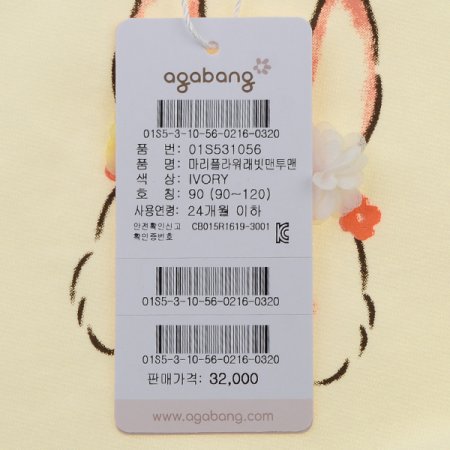 agabang
01S5-3-10-56-0216-0320
품 번: 01S531056
품 명: 마리플라워래빗맨투맨
색 상: IVORY
호 칭: 90 (90~120)
사용연령: 24개월 이하
안전확인신고 CB015R1619-3001
확인증번호
01S5-3-10-56-0216-0320
01S5-3-10-56-0216-0320
판매가격: 32,000
www.agabang.com